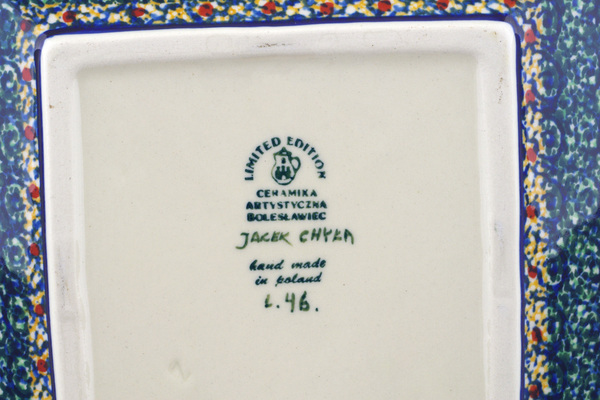 LIMITED EDITION
CERAMIKA
ARTYSTYCZNA
BOLESŁAWIEC
JACEK CHYŁA
hand made
in poland
L.46.